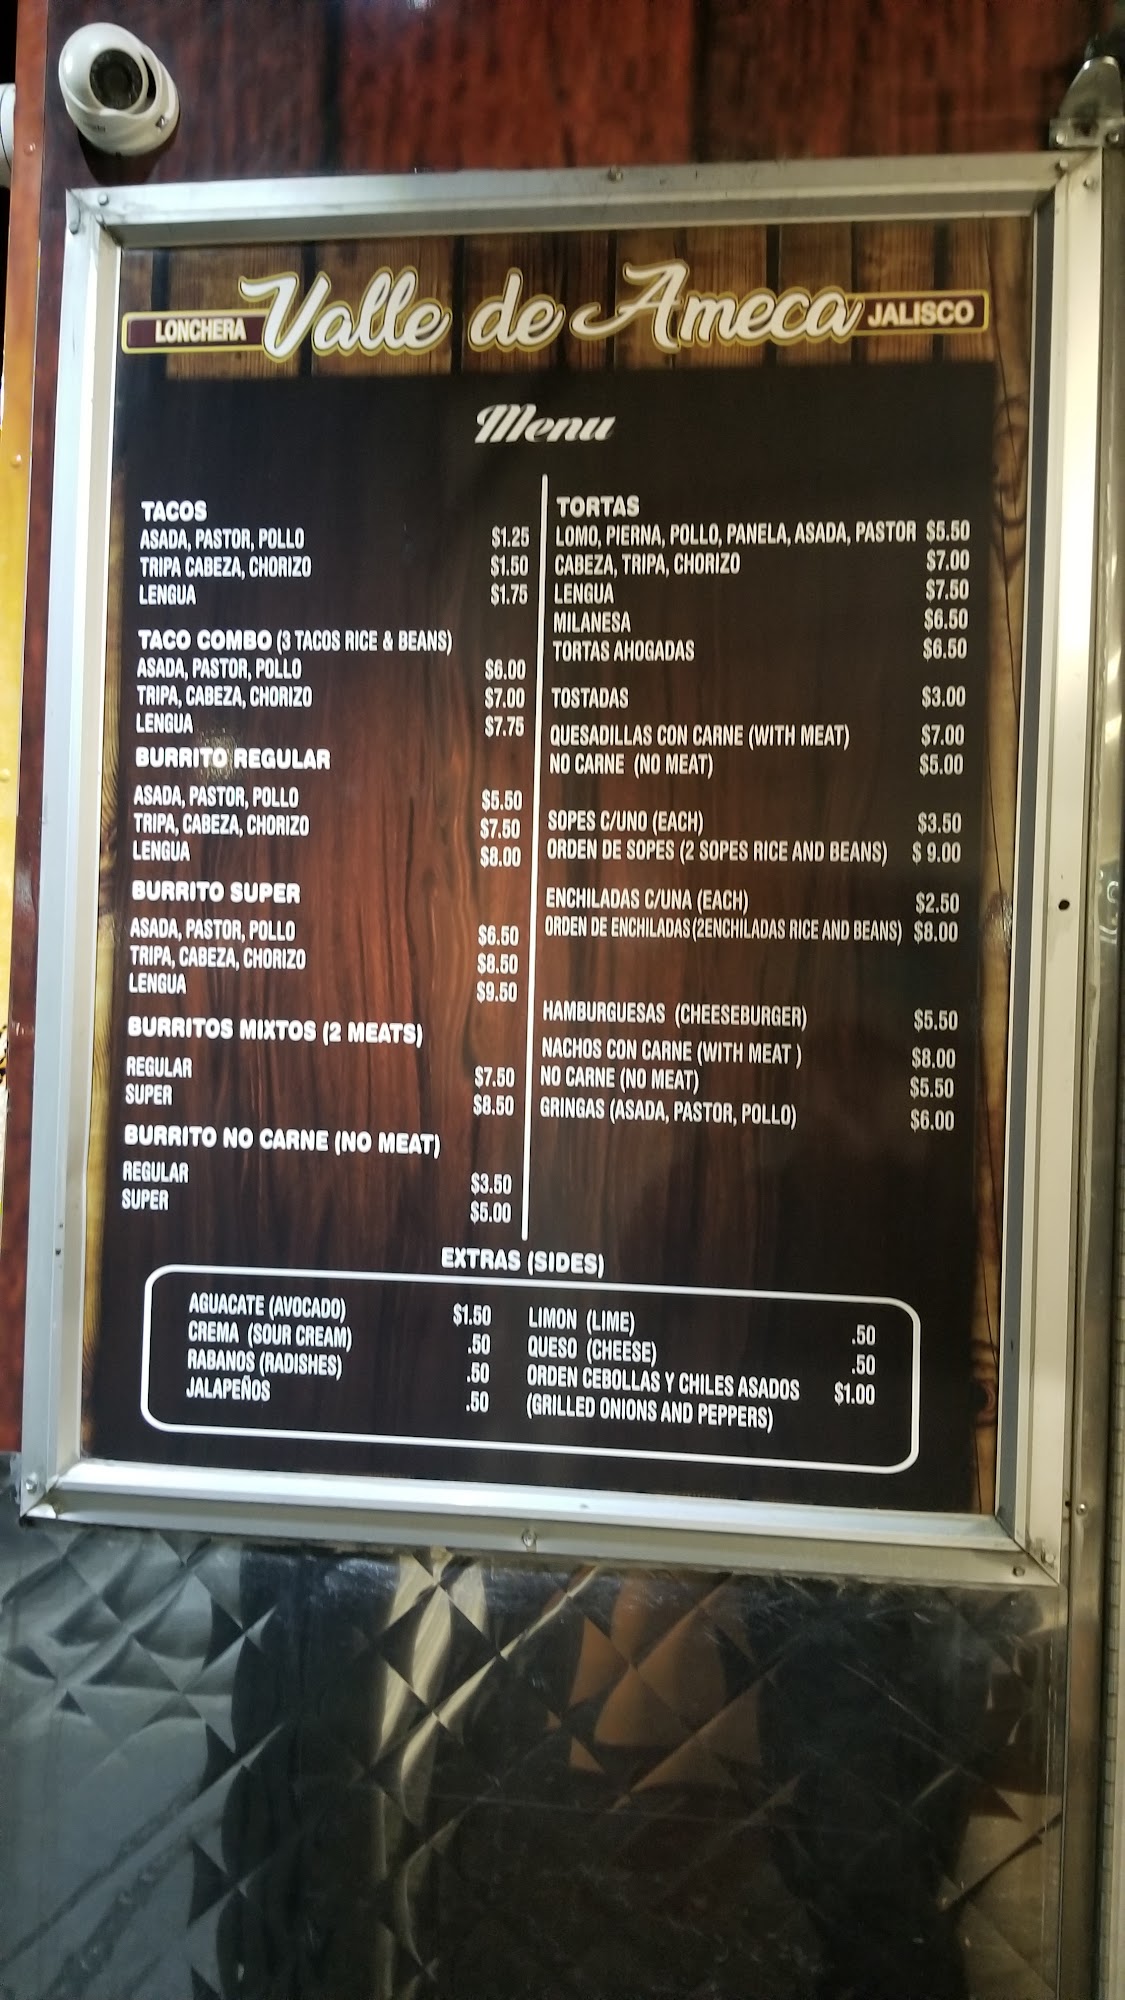 LONCHERA Valle de Ameca JALISCO
Menu
TACOS
ASADA, PASTOR, POLLO $1.25
TRIPA CABEZA, CHORIZO $1.50
LENGUA $1.75
TACO COMBO (3 TACOS RICE & BEANS)
ASADA, PASTOR, POLLO $6.00
TRIPA, CABEZA, CHORIZO $7.00
LENGUA $7.75
BURRITO REGULAR
ASADA, PASTOR, POLLO $5.50
TRIPA, CABEZA, CHORIZO $7.50
LENGUA $8.00
BURRITO SUPER
ASADA, PASTOR, POLLO $6.50
TRIPA, CABEZA, CHORIZO $8.50
LENGUA $9.50
BURRITOS MIXTOS (2 MEATS)
REGULAR $7.50
SUPER $8.50
BURRITO NO CARNE (NO MEAT)
REGULAR $3.50
SUPER $5.00
TORTAS
LOMO, PIERNA, POLLO, PANELA, ASADA, PASTOR $5.50
CABEZA, TRIPA, CHORIZO $7.00
LENGUA $7.50
MILANESA $6.50
TORTAS AHOGADAS $6.50
TOSTADAS $3.00
QUESADILLAS CON CARNE (WITH MEAT) $7.00
NO CARNE (NO MEAT) $5.00
SOPES C/UNO (EACH) $3.50
ORDEN DE SOPES (2 SOPES RICE AND BEANS) $ 9.00
ENCHILADAS C/UNA (EACH) $2.50
ORDEN DE ENCHILADAS (2ENCHILADAS RICE AND BEANS) $8.00
HAMBURGUESAS (CHEESEBURGER) $5.50
NACHOS CON CARNE (WITH MEAT ) $8.00
NO CARNE (NO MEAT) $5.50
GRINGAS (ASADA, PASTOR, POLLO) $6.00
EXTRAS (SIDES)
AGUACATE (AVOCADO) $1.50
CREMA (SOUR CREAM) .50
RABANOS (RADISHES) .50
JALAPEÑOS .50
LIMON (LIME) .50
QUESO (CHEESE) .50
ORDEN CEBOLLAS Y CHILES ASADOS $1.00
(GRILLED ONIONS AND PEPPERS)